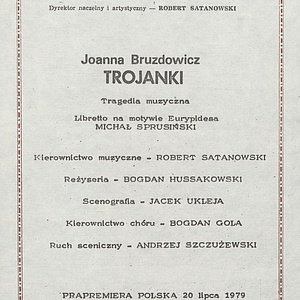 Dyrektor naczelny i artystyczny — ROBERT SATANOWSKI
Joanna Bruzdowicz
TROJANKI
Tragedia muzyczna
Libretto na motywie Eurypidesa
MICHAŁ SPRUSIŃSKI
Kierownictwo muzyczne – ROBERT SATANOWSKI
Reżyseria – BOGDAN HUSSAKOWSKI
Scenografia – JACEK UKLEJA
Kierownictwo chóru – BOGDAN GOLA
Ruch sceniczny – ANDRZEJ SZCZUŻEWSKI
PRAPREMIERA POLSKA 20 lipca 1979